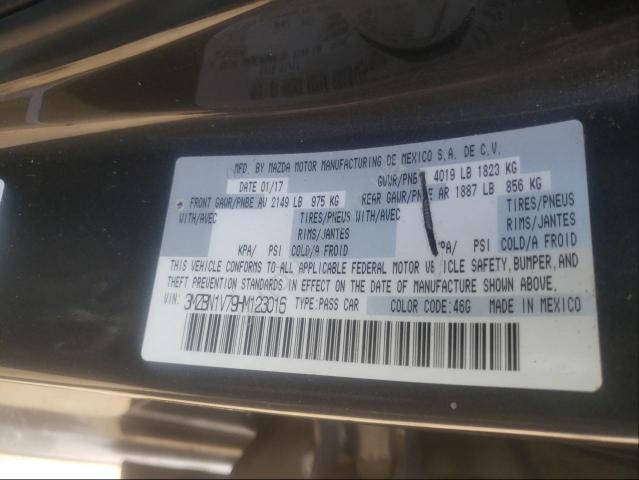 MFD. BY MAZDA MOTOR MANUFACTURING DE MEXICO S.A. DE C.V.
DATE 01/17 GVWR/PNBV 4019 LB 1823 KG
FRONT GAWR/PNBE AV 2149 LB 975 KG REAR GAWR/PNBE AR 1887 LB 856 KG
WITH/AVEC TIRES/PNEUS WITH/AVEC TIRES/PNEUS
RIMS/JANTES RIMS/JANTES
KPA/ PSI COLD/A FROID KPA/ PSI COLD/A FROID
THIS VEHICLE CONFORMS TO ALL APPLICABLE FEDERAL MOTOR VEHICLE SAFETY, BUMPER, AND
THEFT PREVENTION STANDARDS IN EFFECT ON THE DATE OF MANUFACTURE SHOWN ABOVE.
VIN: 3MZBN1V79HM123016 TYPE:PASS CAR COLOR CODE:46G MADE IN MEXICO